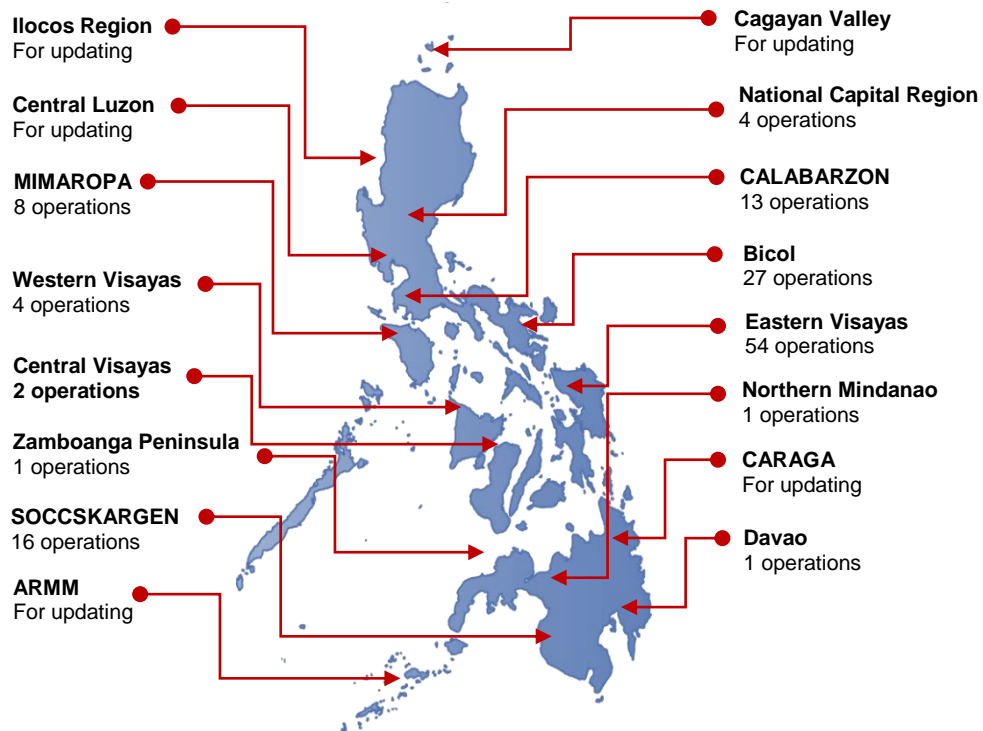 Ilocos Region
For updating
Central Luzon
For updating
MIMAROPA
8 operations
Western Visayas
4 operations
Central Visayas
2 operations
Zamboanga Peninsula
1 operations
SOCCSKARGEN
16 operations
ARMM
For updating
Cagayan Valley
For updating
National Capital Region
4 operations
CALABARZON
13 operations
Bicol
27 operations
Eastern Visayas
54 operations
Northern Mindanao
1 operations
CARAGA
For updating
Davao
1 operations